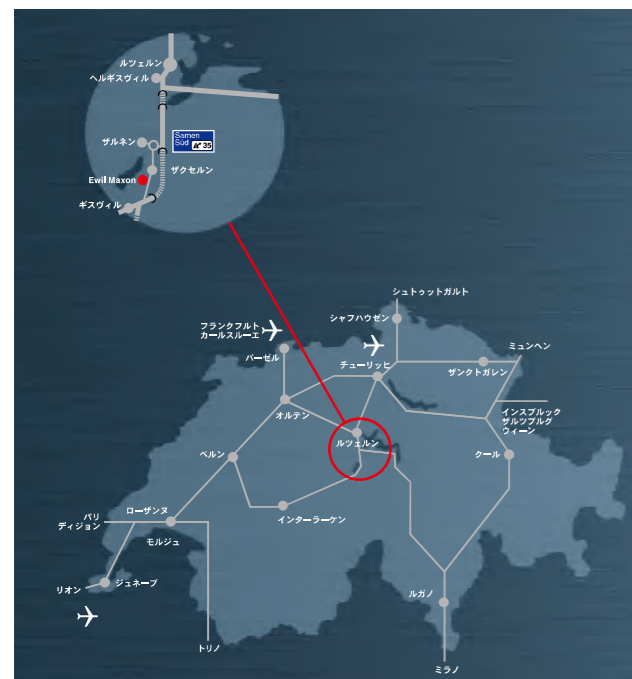 ルツェルン
ヘルギスヴィル
ザルネン
Sarnen
Süd
35
Ewil Maxon
ザクセルン
ギスヴィル
シュトゥットガルト
シャフハウゼン
フランクフルト
カールスルーエ
バーゼル
チューリッヒ
ミュンヘン
ザンクトガレン
オルテン
インスブルック
ザルツブルグ
ウィーン
ルツェルン
ベルン
クール
インターラーケン
ローザンヌ
パリ
ディジョン
モルジュ
ジュネーブ
リオン
ルガノ
トリノ
ミラノ